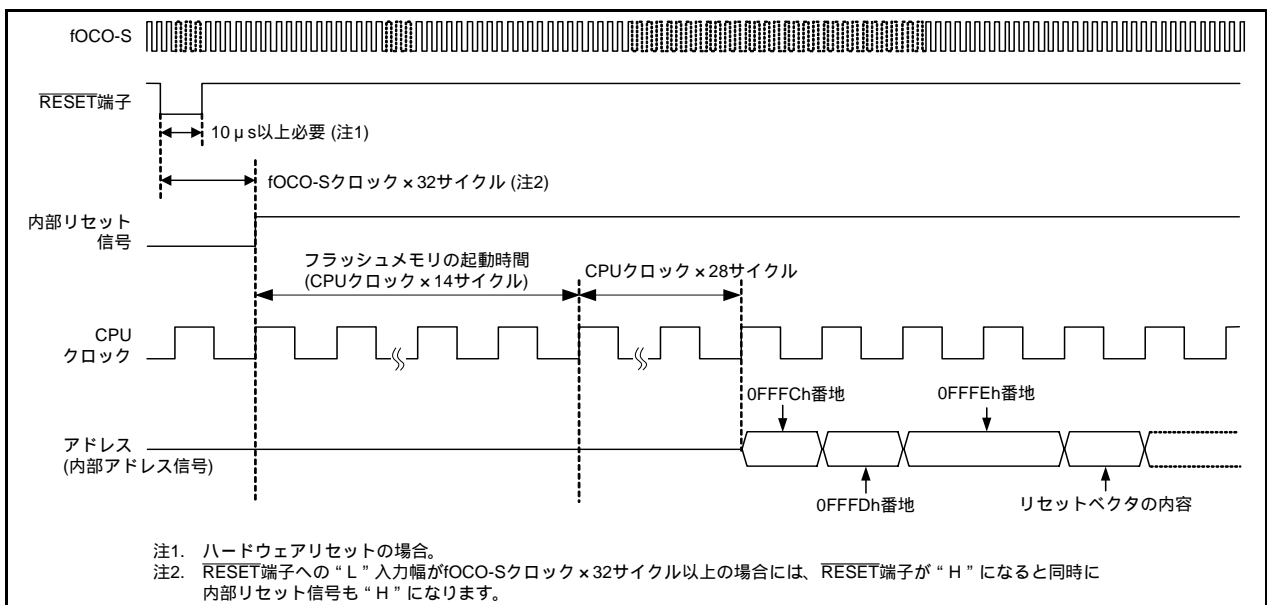 fOCO-S
RESET端子
10μs以上必要 (注1)
fOCO-Sクロック×32サイクル (注2)
内部リセット
信号
フラッシュメモリの起動時間
(CPUクロック×14サイクル)
CPUクロック×28サイクル
CPU
クロック
0FFFCh番地
0FFFEh番地
アドレス
(内部アドレス信号)
0FFFDh番地
リセットベクタの内容
注1. ハードウェアリセットの場合。
注2. RESET端子への“L”入力幅がfOCO-Sクロック×32サイクル以上の場合には、RESET端子が“H”になると同時に
内部リセット信号も“H”になります。